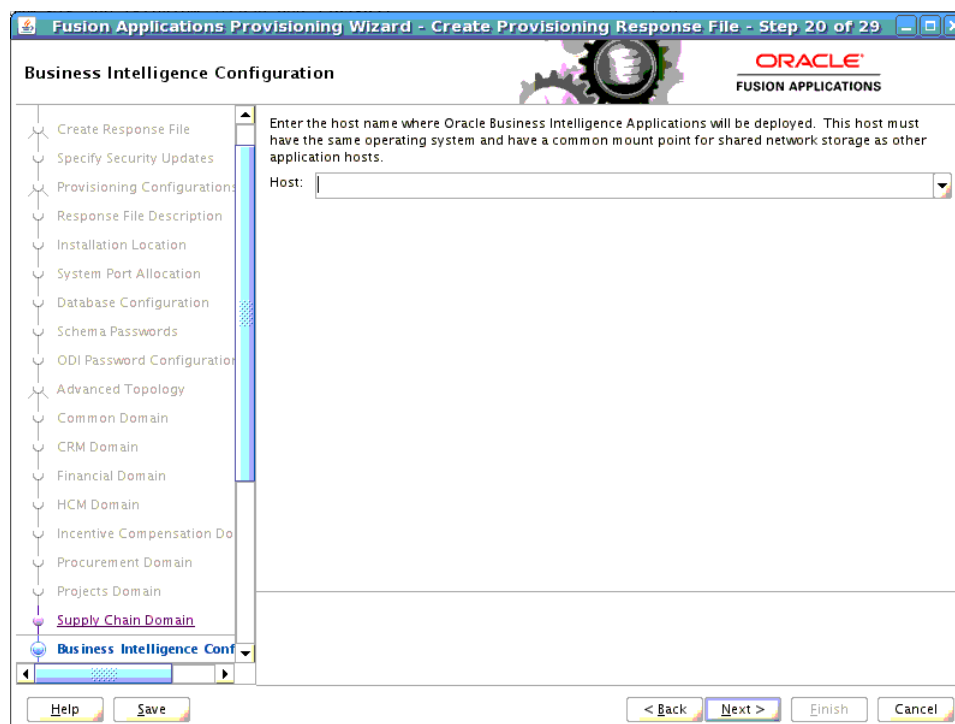 Fusion Applications Provisioning Wizard - Create Provisioning Response File - Step 20 of 29
Business Intelligence Configuration
ORACLE
FUSION APPLICATIONS
Create Response File
Specify Security Updates
Provisioning Configurations
Response File Description
Installation Location
System Port Allocation
Database Configuration
Schema Passwords
ODI Password Configuration
Advanced Topology
Common Domain
CRM Domain
Financial Domain
HCM Domain
Incentive Compensation Do
Procurement Domain
Projects Domain
Supply Chain Domain
Business Intelligence Conf
Enter the host name where Oracle Business Intelligence Applications will be deployed. This host must
have the same operating system and have a common mount point for shared network storage as other
application hosts.
Host:
Help
Save
< Back
Next >
Finish
Cancel